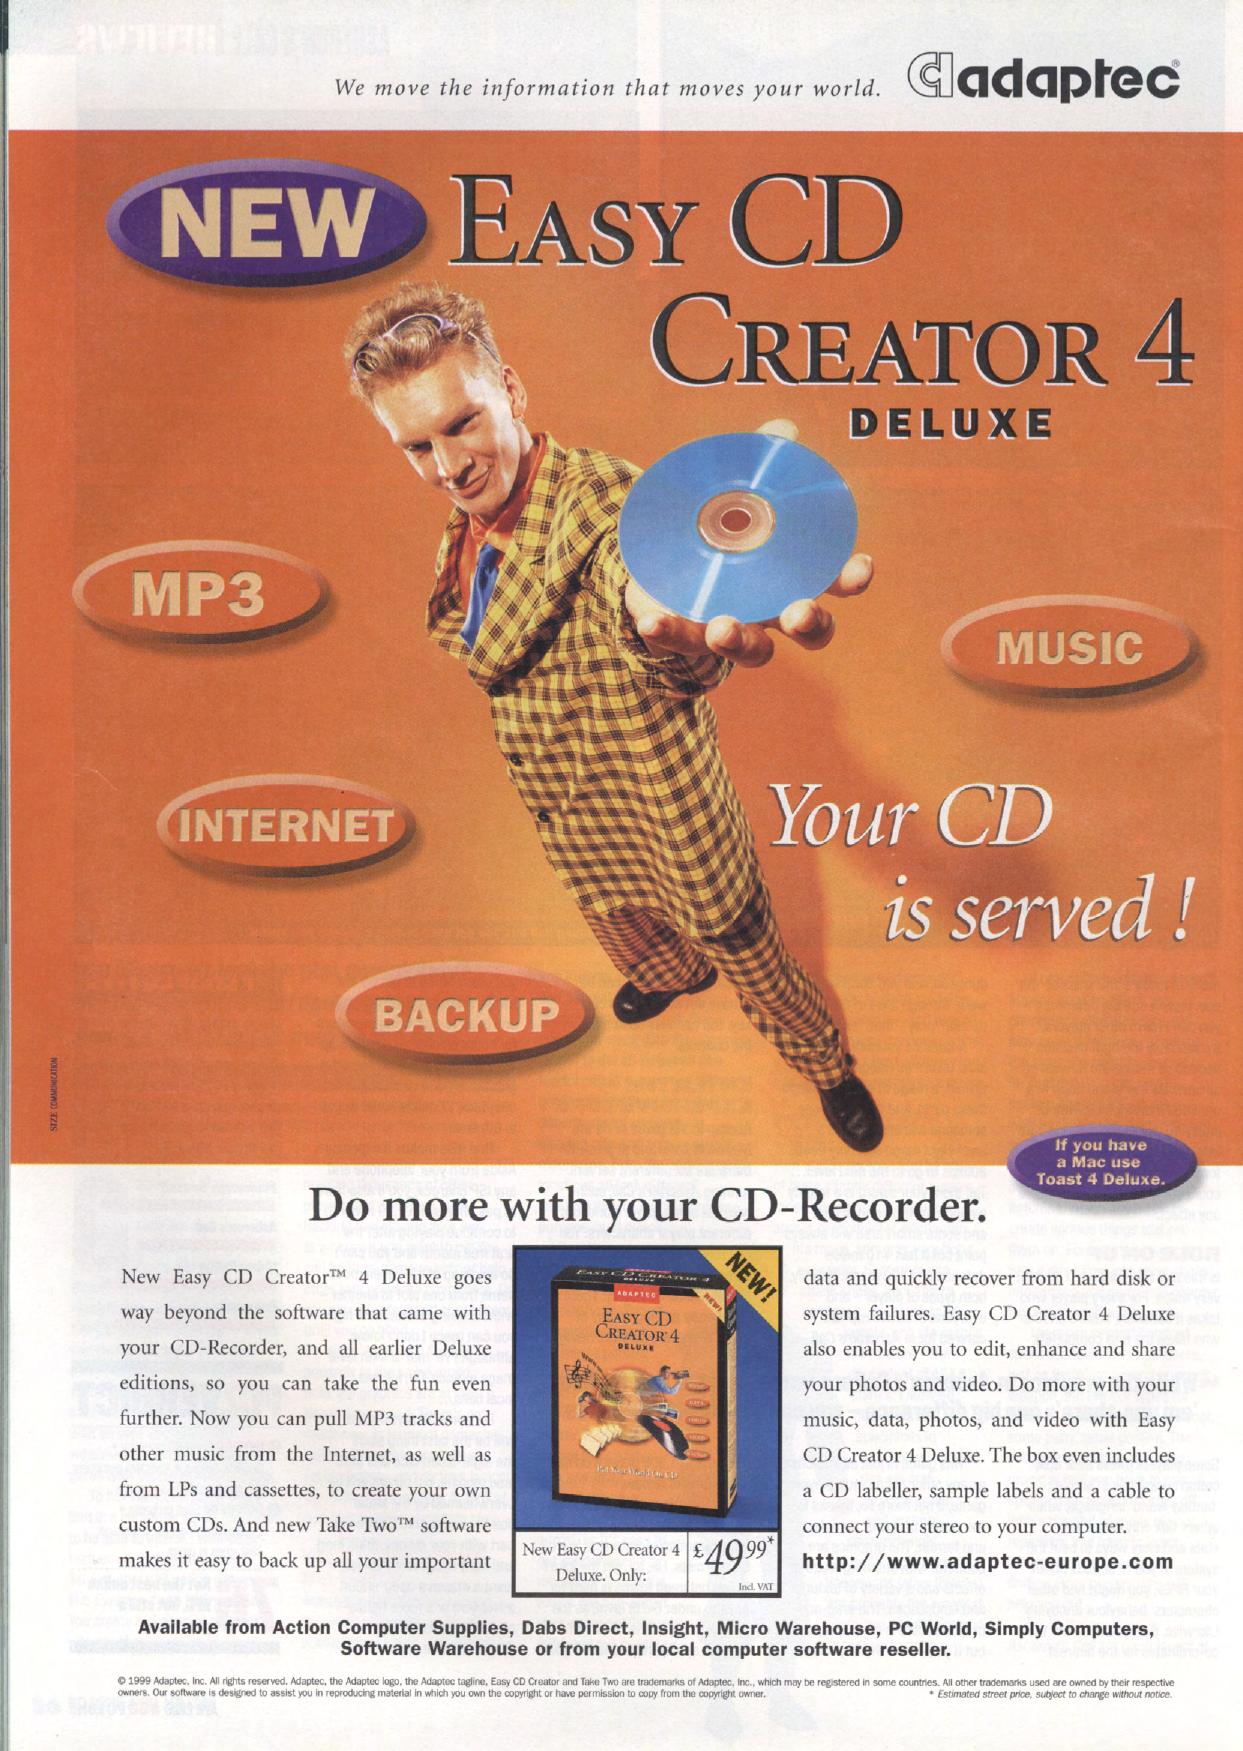 We move the information that moves your world.
adaptec®
NEW
EASY CD
CREATOR 4
DELUXE
MP3
MUSIC
INTERNET
Your CD
is served !
BACKUP
SIZE COMMUNICATION
If you have
a Mac use
Toast 4 Deluxe.
Do more with your CD-Recorder.
New Easy CD Creator™ 4 Deluxe goes
way beyond the software that came with
your CD-Recorder, and all earlier Deluxe
editions, so you can take the fun even
further. Now you can pull MP3 tracks and
other music from the Internet, as well as
from LPs and cassettes, to create your own
custom CDs. And new Take Two™ software
makes it easy to back up all your important
EASY CD CREATOR 4
DELUXE
NEW!
ADAPTEC
NEW!
EASY CD
CREATOR 4
DELUXE
Put Your World On CD
New Easy CD Creator 4
Deluxe. Only:
£49.99*
Incl. VAT
data and quickly recover from hard disk or
system failures. Easy CD Creator 4 Deluxe
also enables you to edit, enhance and share
your photos and video. Do more with your
music, data, photos, and video with Easy
CD Creator 4 Deluxe. The box even includes
a CD labeller, sample labels and a cable to
connect your stereo to your computer.
http://www.adaptec-europe.com
Available from Action Computer Supplies, Dabs Direct, Insight, Micro Warehouse, PC World, Simply Computers,
Software Warehouse or from your local computer software reseller.
© 1999 Adaptec, Inc. All rights reserved. Adaptec, the Adaptec logo, the Adaptec tagline, Easy CD Creator and Take Two are trademarks of Adaptec, Inc., which may be registered in some countries. All other trademarks used are owned by their respective
owners. Our software is designed to assist you in reproducing material in which you own the copyright or have permission to copy from the copyright owner.
* Estimated street price, subject to change without notice.